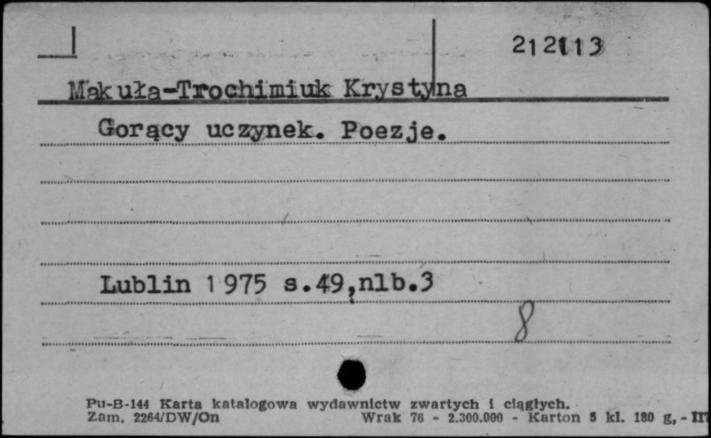 212113
Makuła-Trochimiuk Krystyna
Gorący uczynek. Poezje.
Lublin 1975 s.49,nlb.3
8
Pu-B-144 Karta katalogowa wydawnictw zwartych i ciągłych.
Zam. 2264/DW/On Wrak 76 - 2.300.000 - Karton 5 kl. 180 g, - III